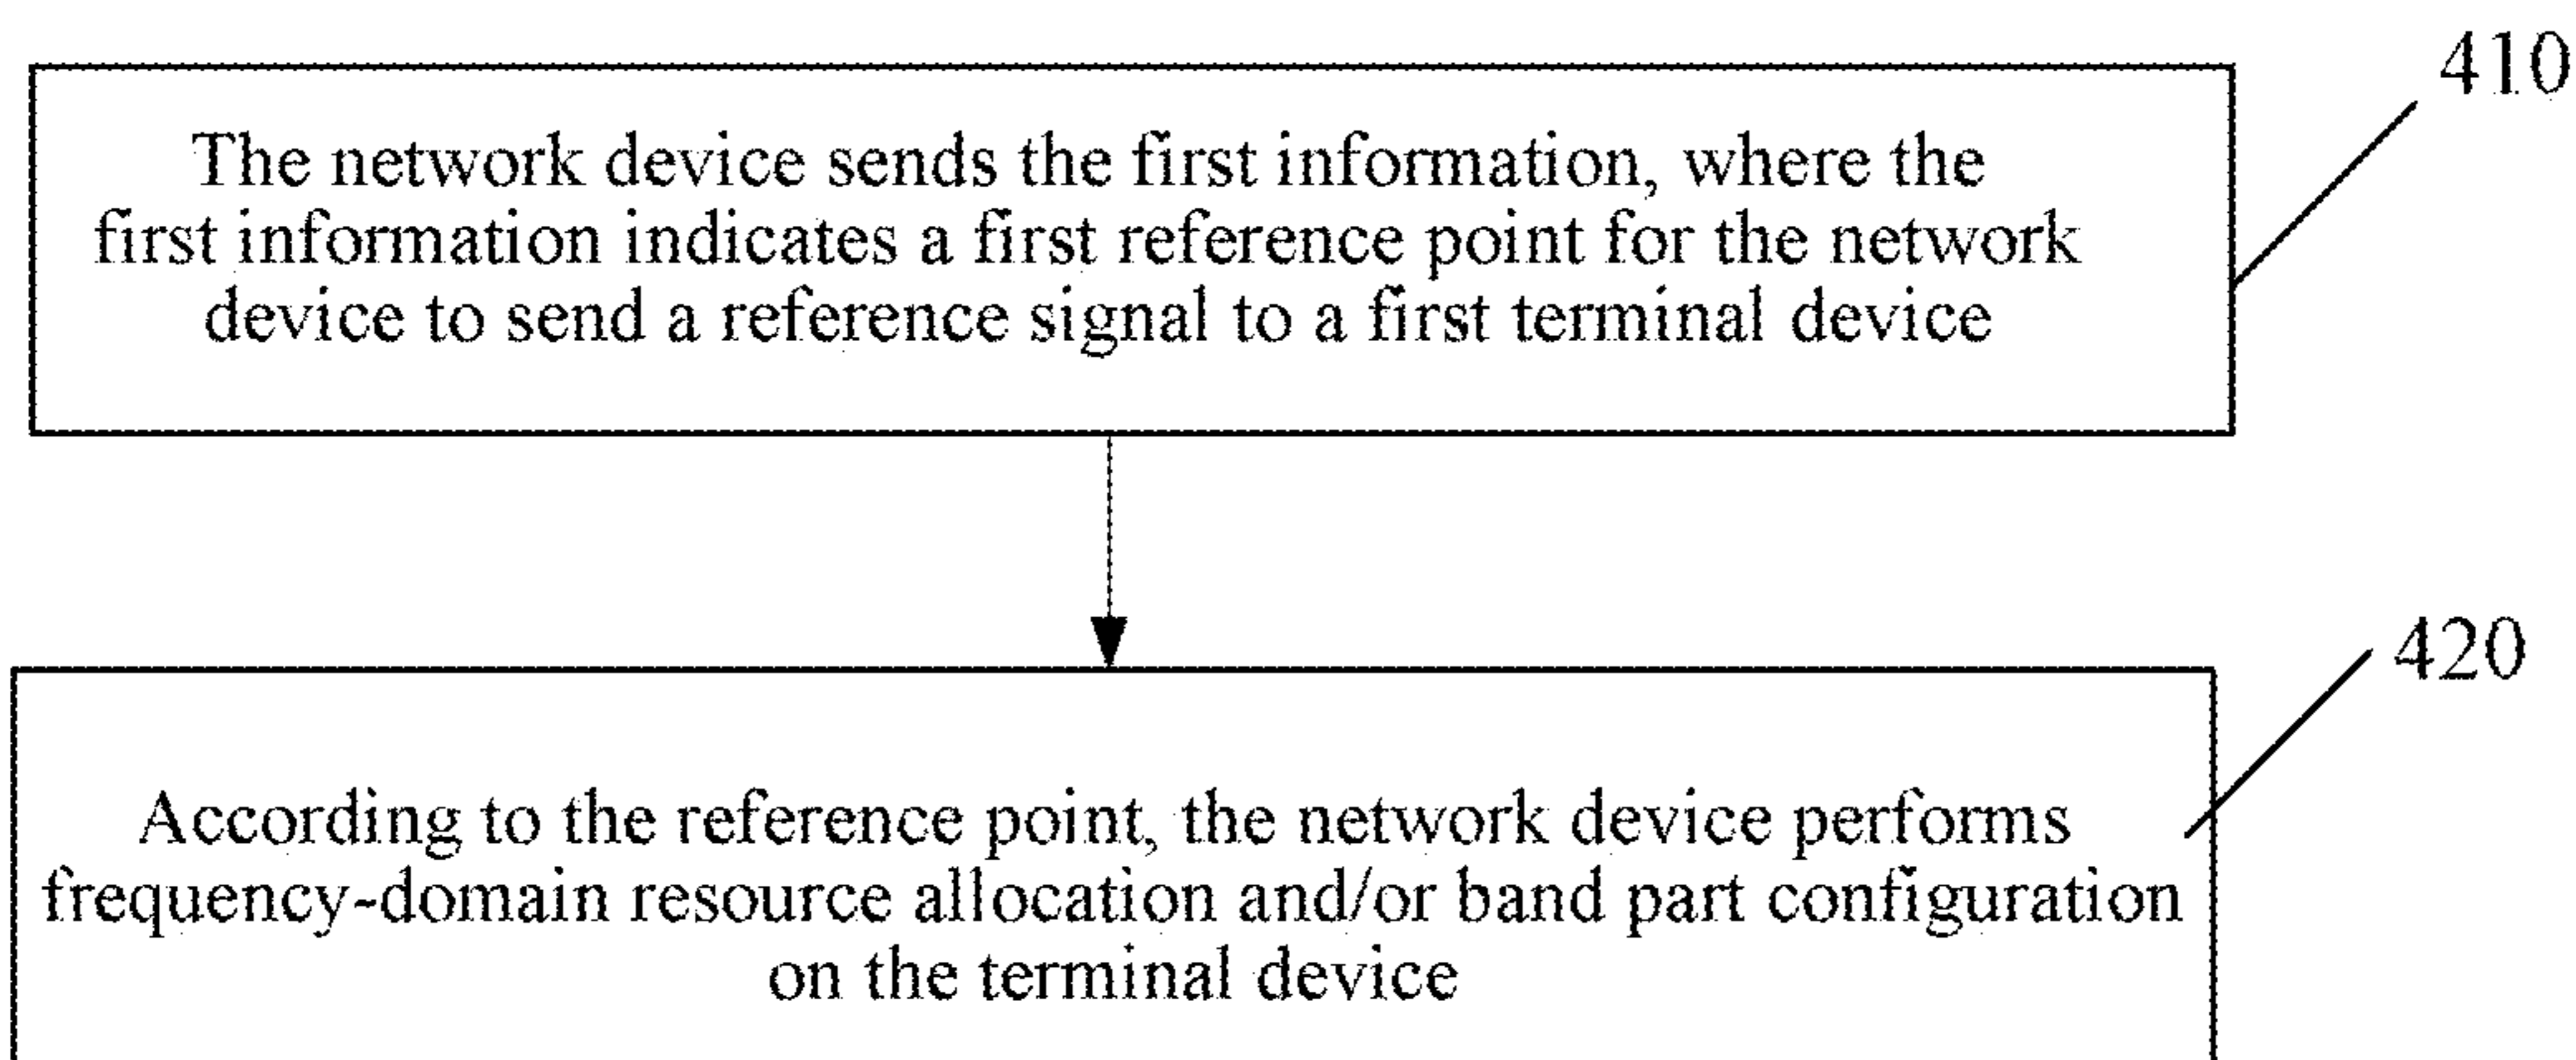 410
The network device sends the first information, where the
first information indicates a first reference point for the network
device to send a reference signal to a first terminal device
420
According to the reference point, the network device performs
frequency-domain resource allocation and/or band part configuration
on the terminal device